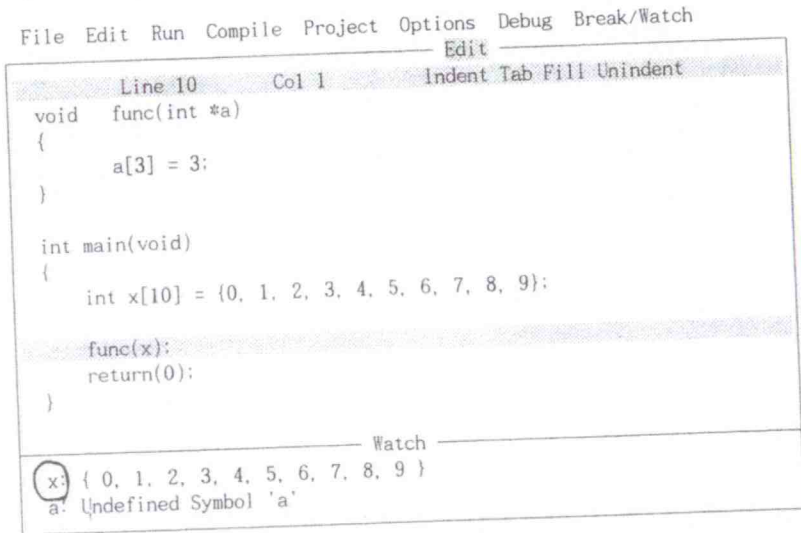 File Edit Run Compile Project Options Debug Break/Watch
Edit
Line 10 Col 1 Indent Tab Fill Unindent
void func(int *a)
{
a[3] = 3;
}
int main(void)
{
int x[10] = {0, 1, 2, 3, 4, 5, 6, 7, 8, 9};
func(x);
return(0);
}
Watch
x: { 0, 1, 2, 3, 4, 5, 6, 7, 8, 9 }
a: Undefined Symbol 'a'